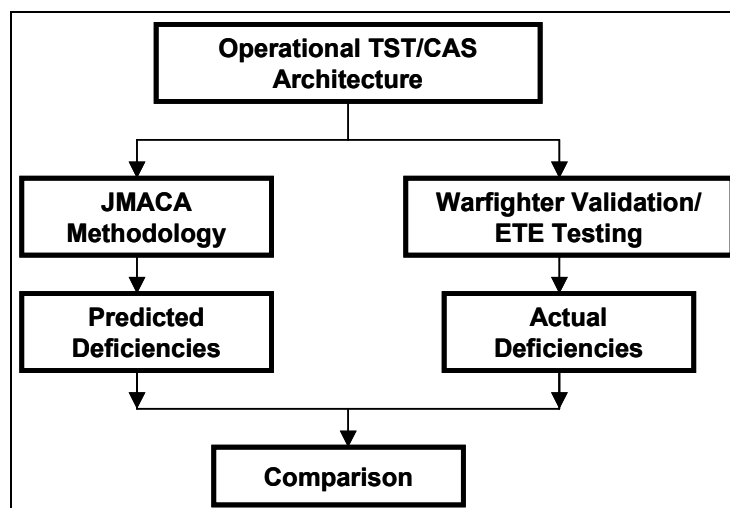 Operational TST/CAS
Architecture
JMACA
Methodology
Warfighter Validation/
ETE Testing
Predicted
Deficiencies
Actual
Deficiencies
Comparison